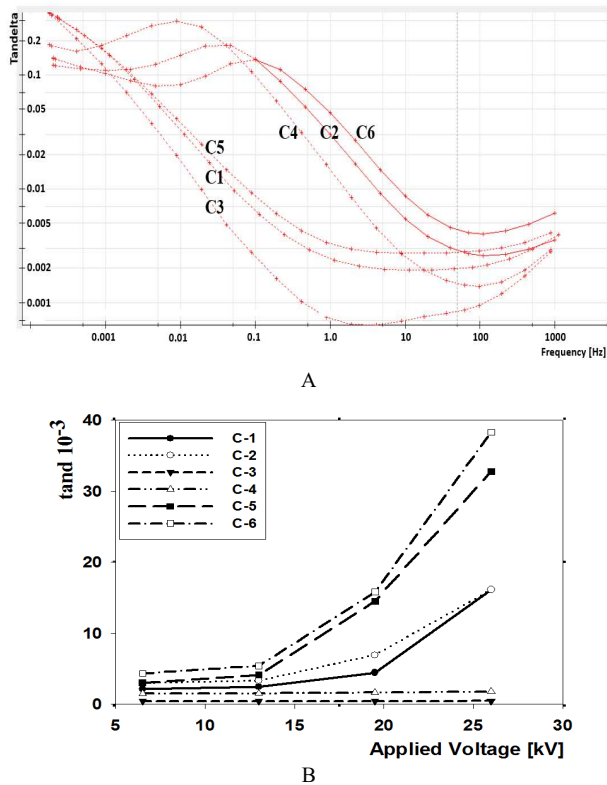 Tandelta
0.2
0.1
0.05
0.02
0.01
0.005
0.002
0.001
C4 C2 C6
C5
C1
C3
0.001 0.01 0.1 1.0 10 100 1000
Frequency [Hz]
A
tand 10-3
40
30
20
10
0
C-1
C-2
C-3
C-4
C-5
C-6
5 10 15 20 25 30
Applied Voltage [kV]
B